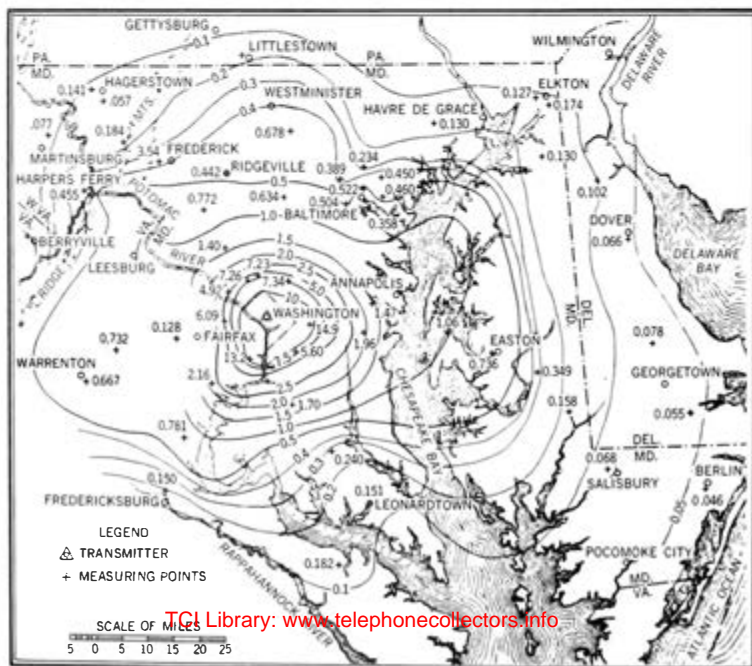 GETTYSBURG
0.1
LITTLESTOWN
WILMINGTON
PA.
MD.
PA.
MD.
DELAWARE
RIVER
0.2
0.141
HAGERSTOWN
.057
MTS.
0.3
WESTMINISTER
0.4
0.127
ELKTON
0.174
HAVRE DE GRACE
0.130
.077
0.184
3.54
0.678
MARTINSBURG
FREDERICK
0.442
RIDGEVILLE
0.389
0.234
0.130
HARPERS FERRY
0.455
POTOMAC
0.772
0.5
0.634
0.522
0.504
0.450
0.460
0.102
W.VA.
VA.
VA.
MD.
1.0
BALTIMORE
0.358
DOVER
0.066
BERRYVILLE
RIDGE
LEESBURG
RIVER
1.40
1.5
2.0
2.5
5.0
7.23
7.26
7.34
ANNAPOLIS
DELAWARE
BAY
10
1.47
6.09
WASHINGTON
14.9
1.06
DEL.
MD.
0.732
0.128
FAIRFAX
1.96
EASTON
0.736
0.078
13.2
7.5
5.60
WARRENTON
0.667
2.16
2.5
2.0
1.5
1.0
1.70
CHESAPEAKE BAY
0.349
GEORGETOWN
0.158
0.055
0.781
0.5
0.4
0.3
0.2
0.240
DEL.
MD.
0.068
SALISBURY
BERLIN
0.046
0.05
0.150
FREDERICKSBURG
0.151
LEONARDTOWN
LEGEND
TRANSMITTER
+ MEASURING POINTS
0.182
0.1
RAPPAHANNOCK RIVER
POCOMOKE CITY
MD.
VA.
ATLANTIC OCEAN
SCALE OF MILES
5 0 5 10 15 20 25
TCI Library: www.telephonecollectors.info